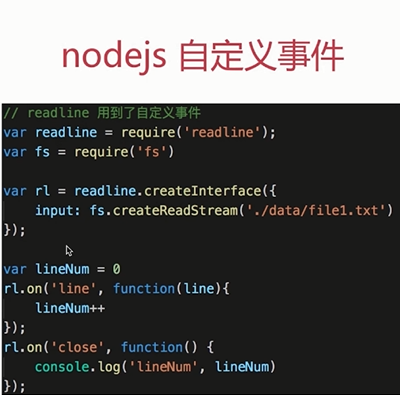 nodejs 自定义事件
// readline 用到了自定义事件
var readline = require('readline');
var fs = require('fs')
var rl = readline.createInterface({
    input: fs.createReadStream('./data/file1.txt')
});
var lineNum = 0
rl.on('line', function(line){
    lineNum++
});
rl.on('close', function() {
    console.log('lineNum', lineNum)
});